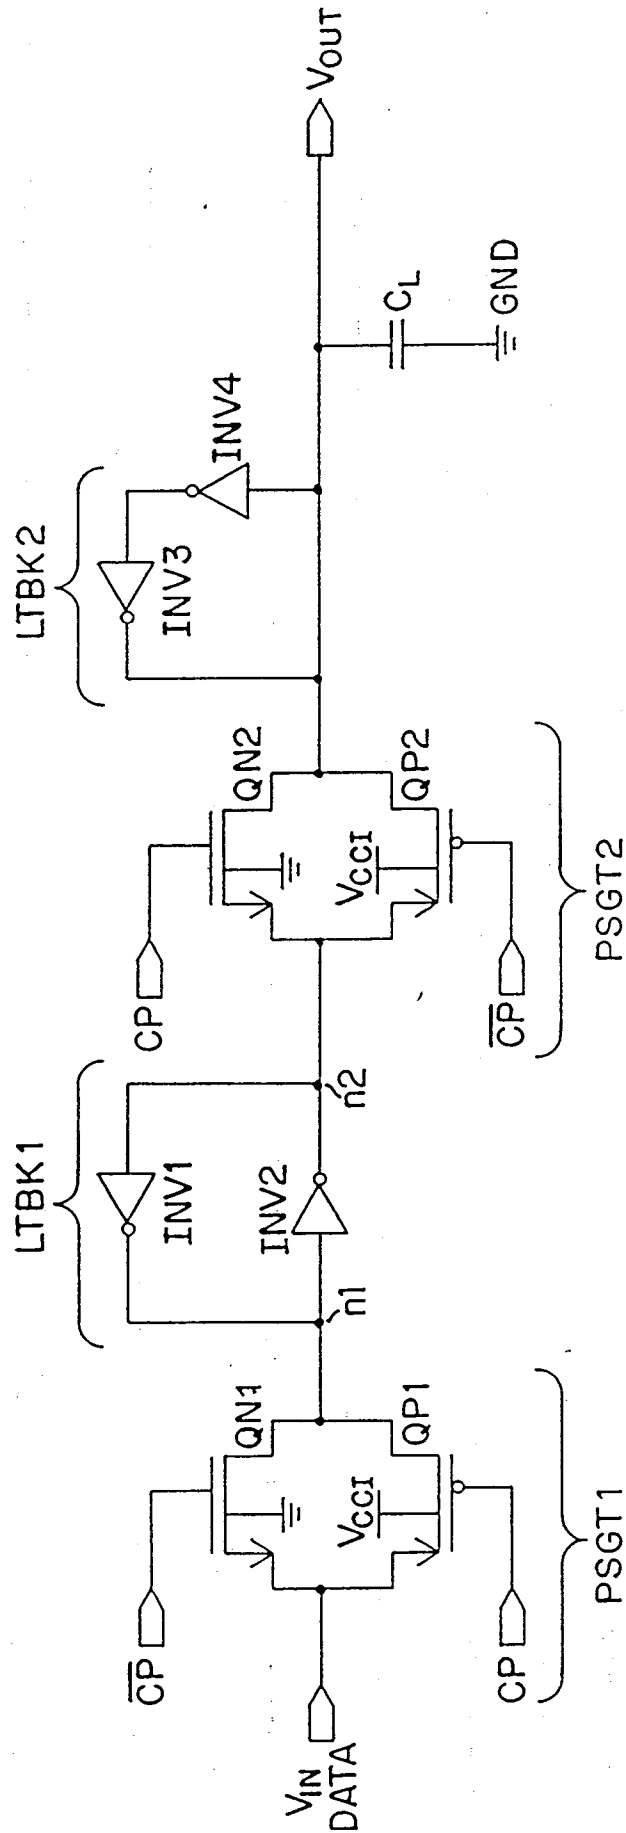 LTBK1
LTBK2
INV1
INV3
INV4
CP̅
CP
QN1
QN2
INV2
VIN
DATA
n1
n2
VOUT
VCCI
VCCI
QP1
QP2
CL
GND
CP
CP̅
PSGT1
PSGT2